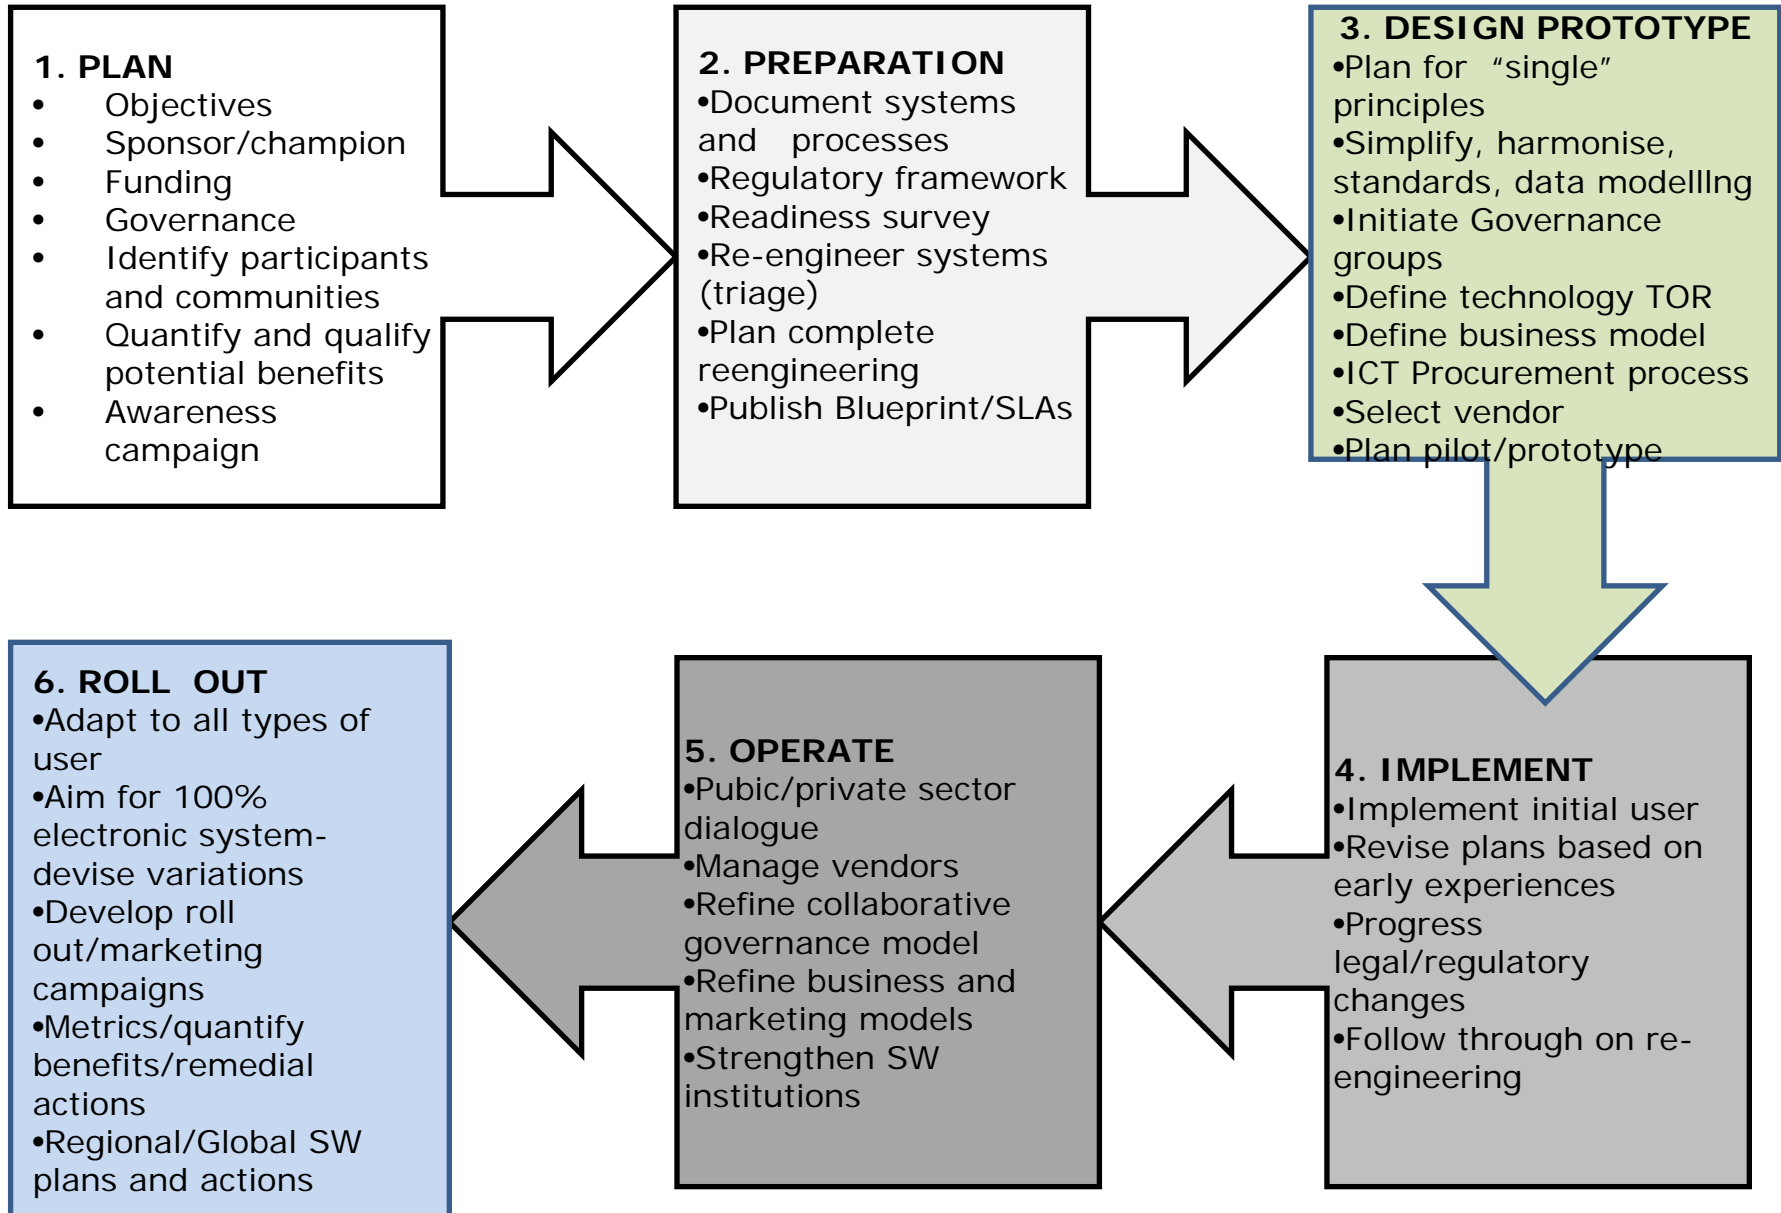 1. PLAN
• Objectives
• Sponsor/champion
• Funding
• Governance
• Identify participants
and communities
• Quantify and qualify
potential benefits
• Awareness
campaign
2. PREPARATION
•Document systems
and processes
•Regulatory framework
•Readiness survey
•Re-engineer systems
(triage)
•Plan complete
reengineering
•Publish Blueprint/SLAs
3. DESIGN PROTOTYPE
•Plan for “single”
principles
•Simplify, harmonise,
standards, data modelllng
•Initiate Governance
groups
•Define technology TOR
•Define business model
•ICT Procurement process
•Select vendor
•Plan pilot/prototype
4. IMPLEMENT
•Implement initial user
•Revise plans based on
early experiences
•Progress
legal/regulatory
changes
•Follow through on re-
engineering
5. OPERATE
•Pubic/private sector
dialogue
•Manage vendors
•Refine collaborative
governance model
•Refine business and
marketing models
•Strengthen SW
institutions
6. ROLL OUT
•Adapt to all types of
user
•Aim for 100%
electronic system-
devise variations
•Develop roll
out/marketing
campaigns
•Metrics/quantify
benefits/remedial
actions
•Regional/Global SW
plans and actions